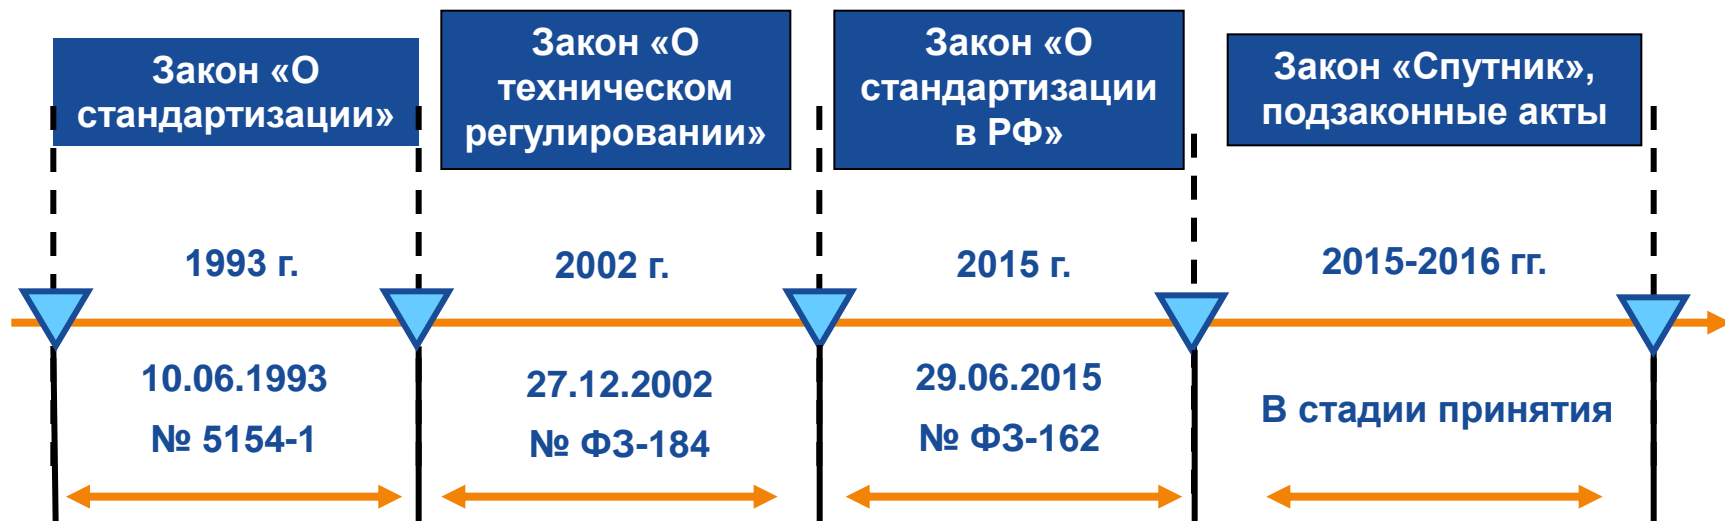 Закон «О
стандартизации»
Закон «О
техническом
регулировании»
Закон «О
стандартизации
в РФ»
Закон «Спутник»,
подзаконные акты
1993 г.
2002 г.
2015 г.
2015-2016 гг.
10.06.1993
№ 5154-1
27.12.2002
№ ФЗ-184
29.06.2015
№ ФЗ-162
В стадии принятия